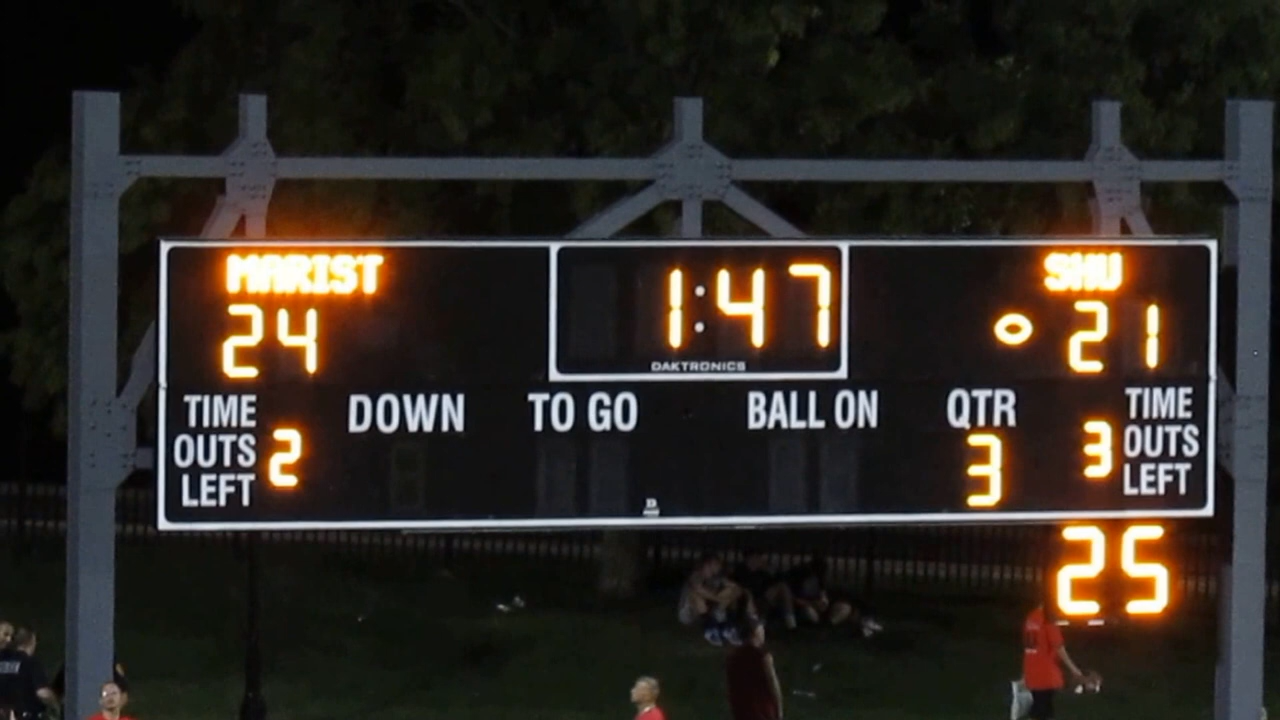 MARIST 1:47 SHU
24 21
DAKTRONICS
TIME OUTS LEFT 2
DOWN
TO GO
BALL ON
QTR 3
3 TIME OUTS LEFT
25